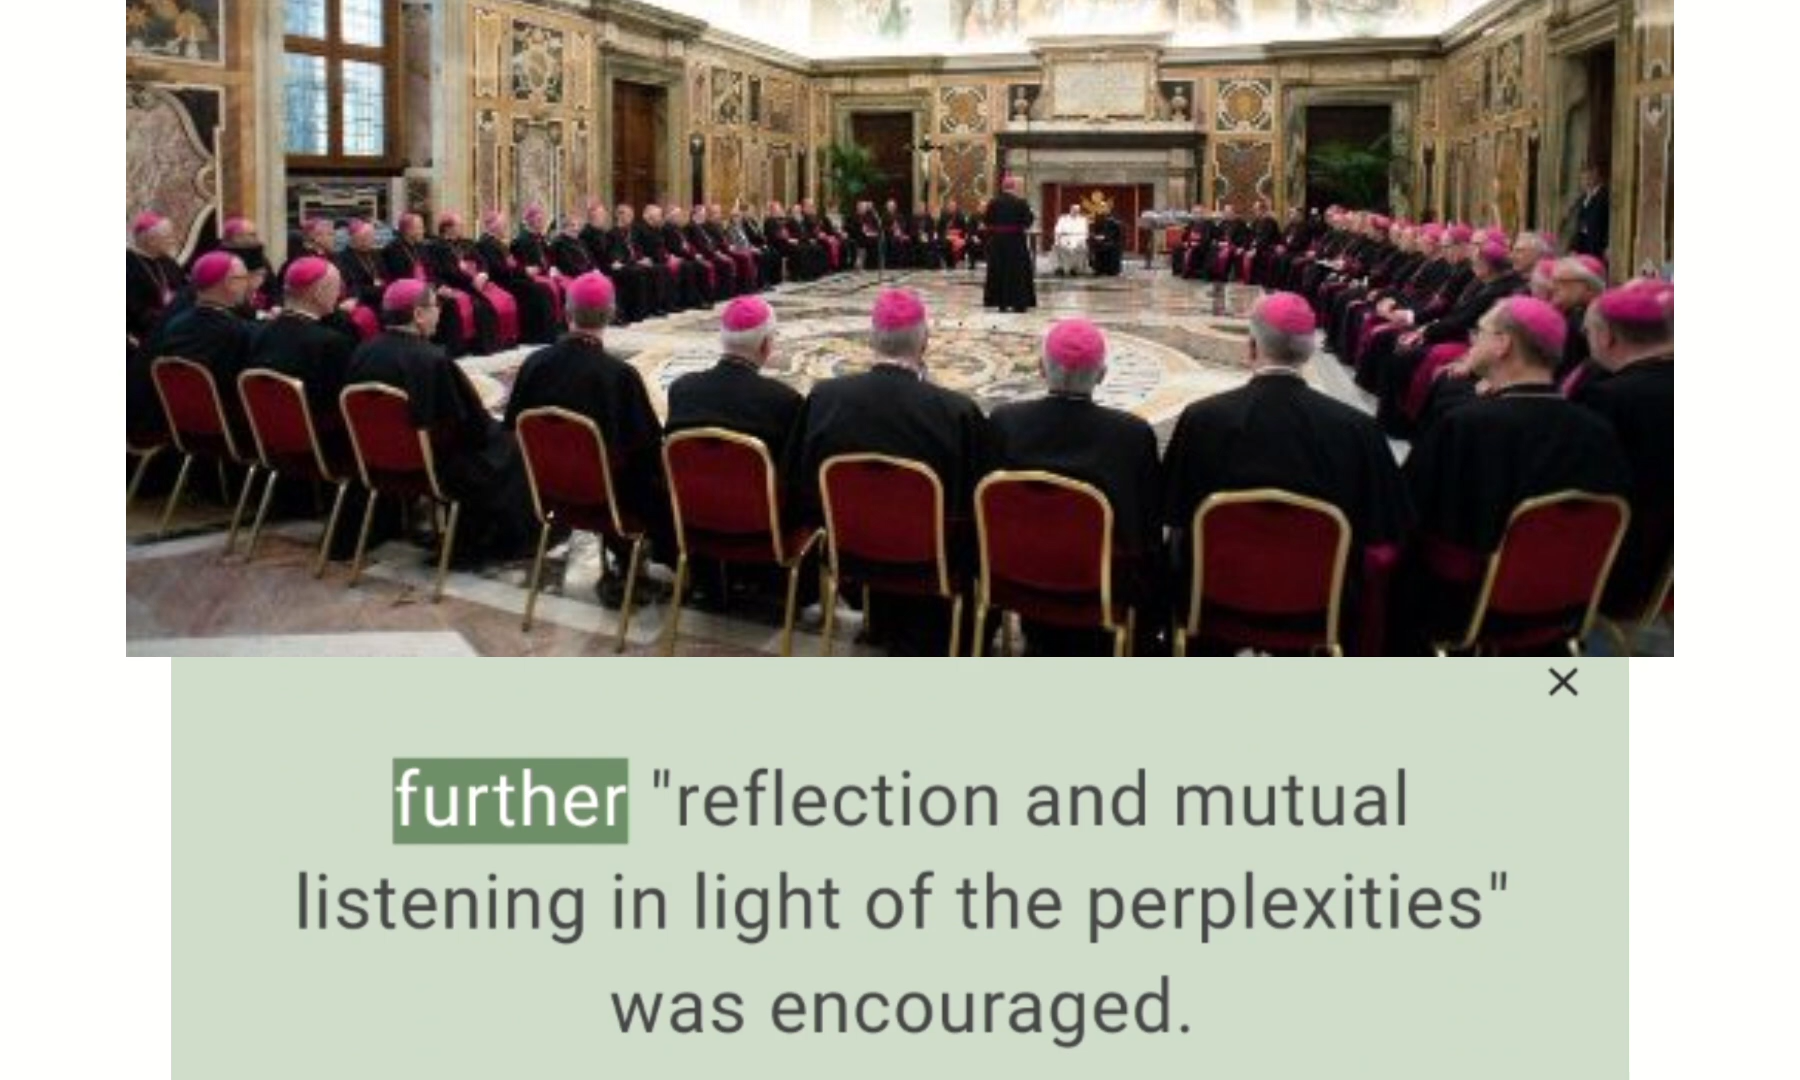 further "reflection and mutual
listening in light of the perplexities"
was encouraged.